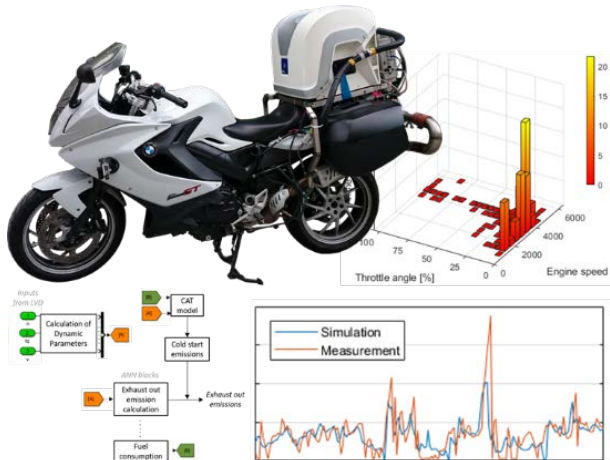 GT
20
15
10
5
0
6000
4000
2000
0
100
75
50
25
0
Throttle angle [%]
Engine speed
Inputs
from LVD
Calculation of
Dynamic
Parameters
[A]
[B]
[A]
CAT
model
Cold start
emissions
ANN blocks
[A]
Exhaust out
emission
calculation
Exhaust out
emissions
Fuel
consumption
[B]
Simulation
Measurement